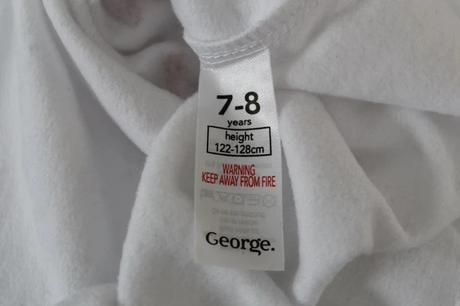 7-8
years
height
122-128cm
WARNING
KEEP AWAY FROM FIRE
George.